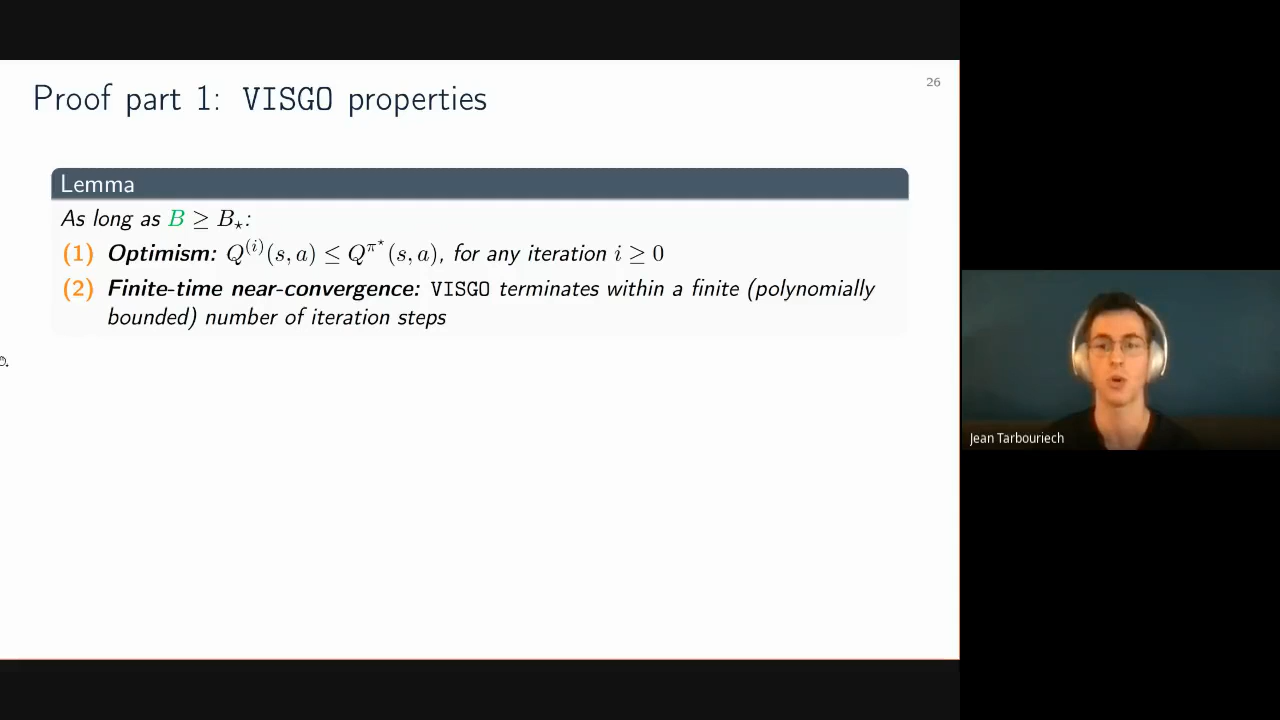 Proof part 1: VISGO properties
26
Lemma
As long as B ≥ B⋆:
(1) Optimism: Q^(i)(s, a) ≤ Q^π⋆(s, a), for any iteration i ≥ 0
(2) Finite-time near-convergence: VISGO terminates within a finite (polynomially
bounded) number of iteration steps
Jean Tarbouriech